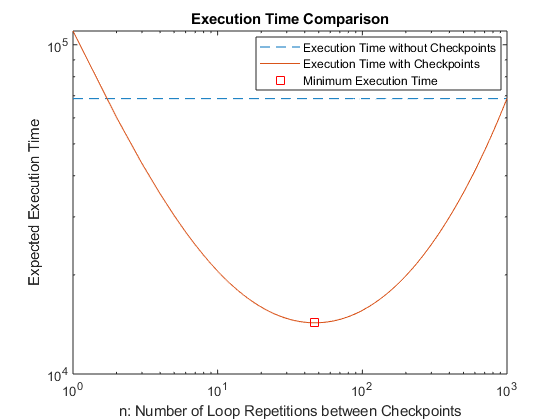 Execution Time Comparison
10^5
Execution Time without Checkpoints
Execution Time with Checkpoints
Minimum Execution Time
Expected Execution Time
10^4
10^0 10^1 10^2 10^3
n: Number of Loop Repetitions between Checkpoints